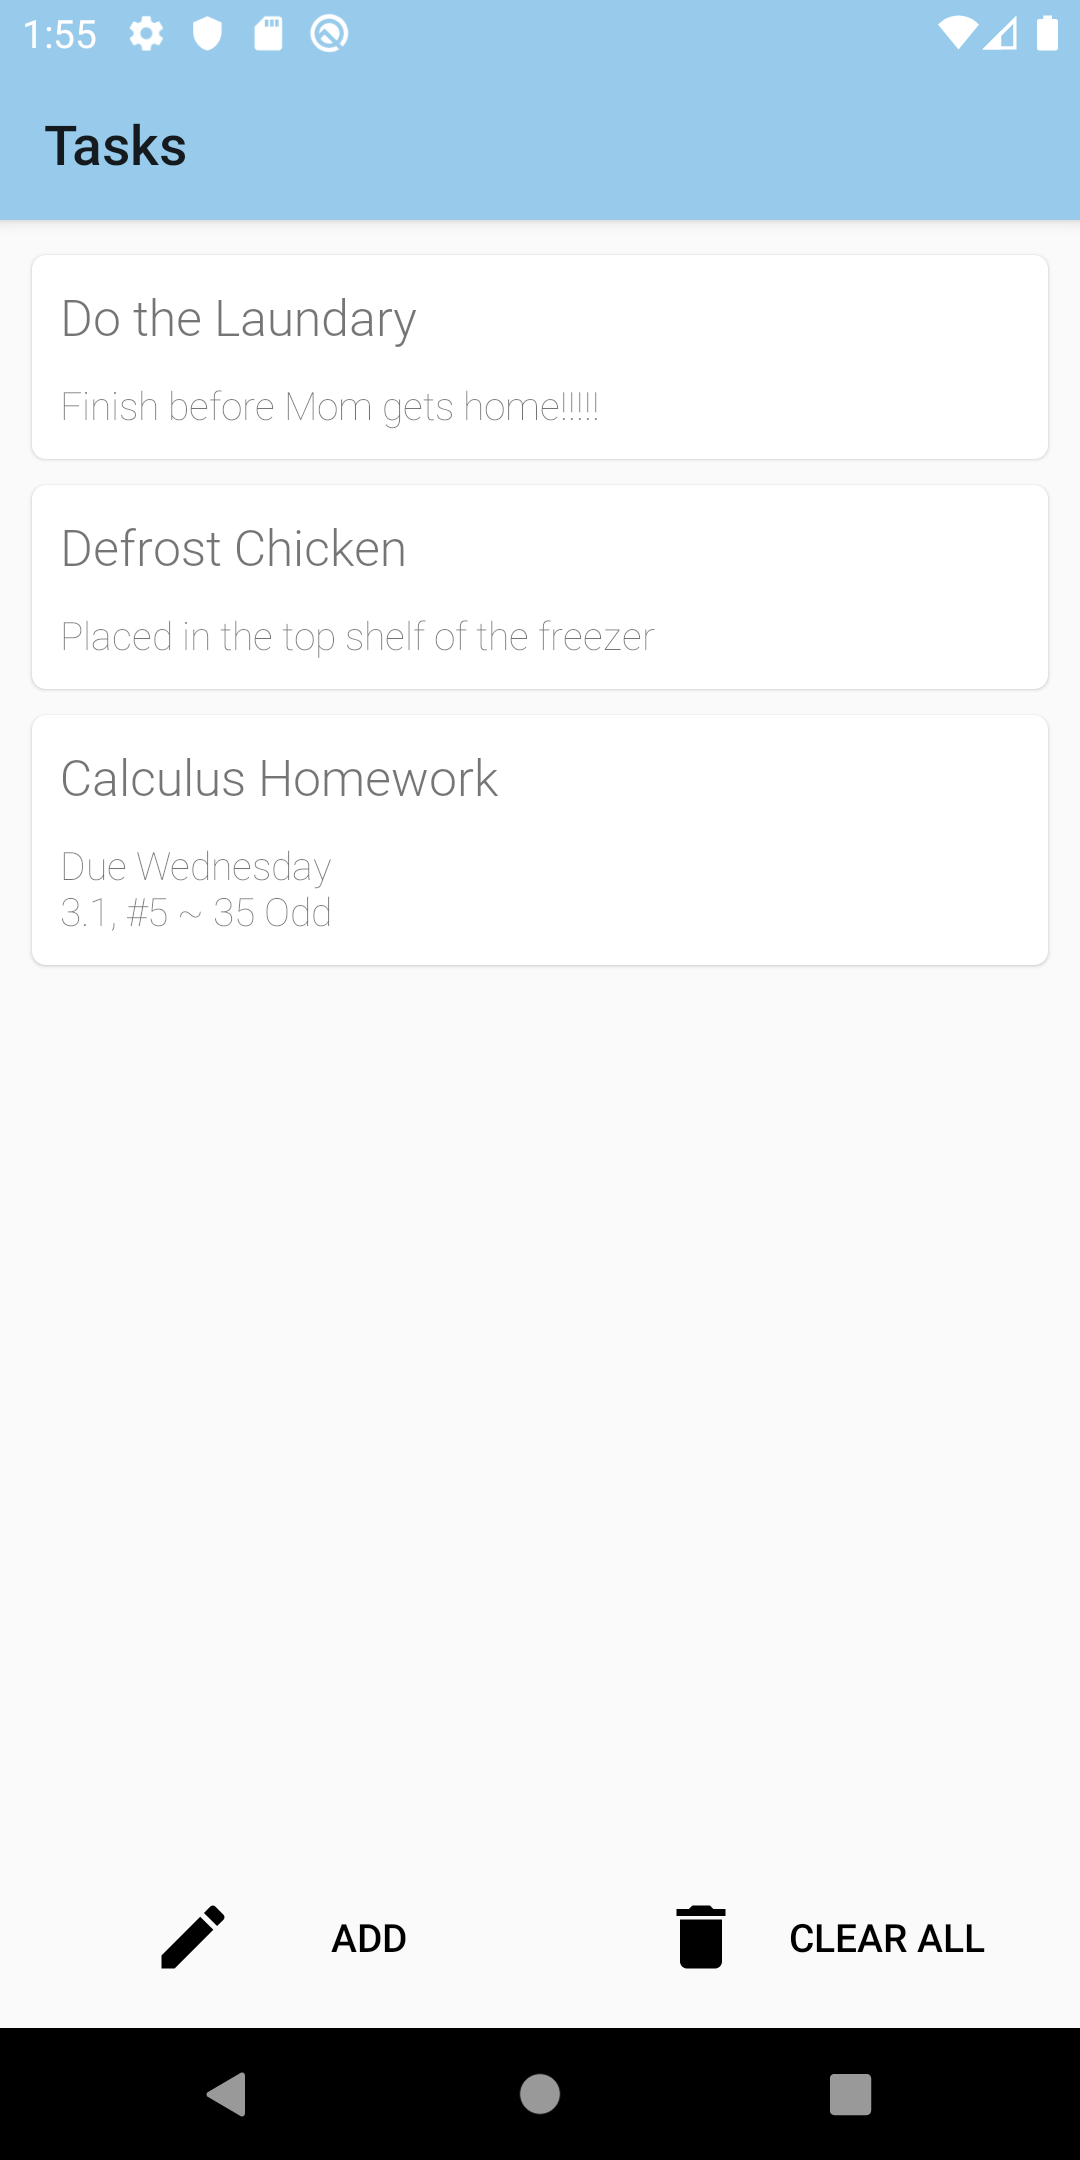 1:55
Tasks
Do the Laundary
Finish before Mom gets home!!!!!
Defrost Chicken
Placed in the top shelf of the freezer
Calculus Homework
Due Wednesday
3.1, #5 ~ 35 Odd
ADD
CLEAR ALL